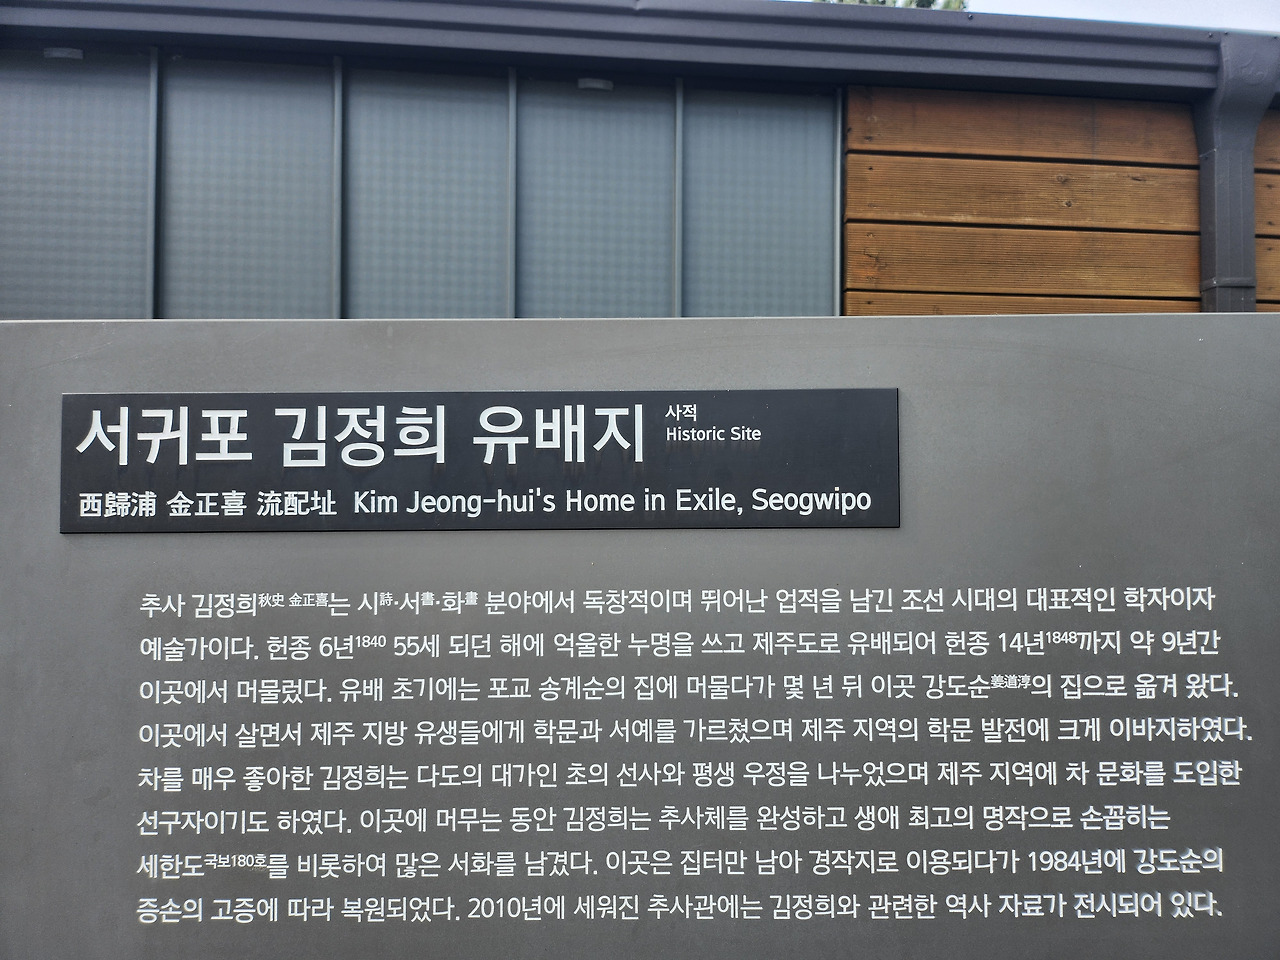 서귀포 김정희 유배지 사적
Historic Site
西歸浦 金正喜 流配址 Kim Jeong-hui's Home in Exile, Seogwipo
추사 김정희秋史 金正喜는 시詩·서書·화畫 분야에서 독창적이며 뛰어난 업적을 남긴 조선 시대의 대표적인 학자이자
예술가이다. 헌종 6년1840 55세 되던 해에 억울한 누명을 쓰고 제주도로 유배되어 헌종 14년1848까지 약 9년간
이곳에서 머물렀다. 유배 초기에는 포교 송계순의 집에 머물다가 몇 년 뒤 이곳 강도순姜道淳의 집으로 옮겨 왔다.
이곳에서 살면서 제주 지방 유생들에게 학문과 서예를 가르쳤으며 제주 지역의 학문 발전에 크게 이바지하였다.
차를 매우 좋아한 김정희는 다도의 대가인 초의 선사와 평생 우정을 나누었으며 제주 지역에 차 문화를 도입한
선구자이기도 하였다. 이곳에 머무는 동안 김정희는 추사체를 완성하고 생애 최고의 명작으로 손꼽히는
세한도국보180호를 비롯하여 많은 서화를 남겼다. 이곳은 집터만 남아 경작지로 이용되다가 1984년에 강도순의
증손의 고증에 따라 복원되었다. 2010년에 세워진 추사관에는 김정희와 관련한 역사 자료가 전시되어 있다.